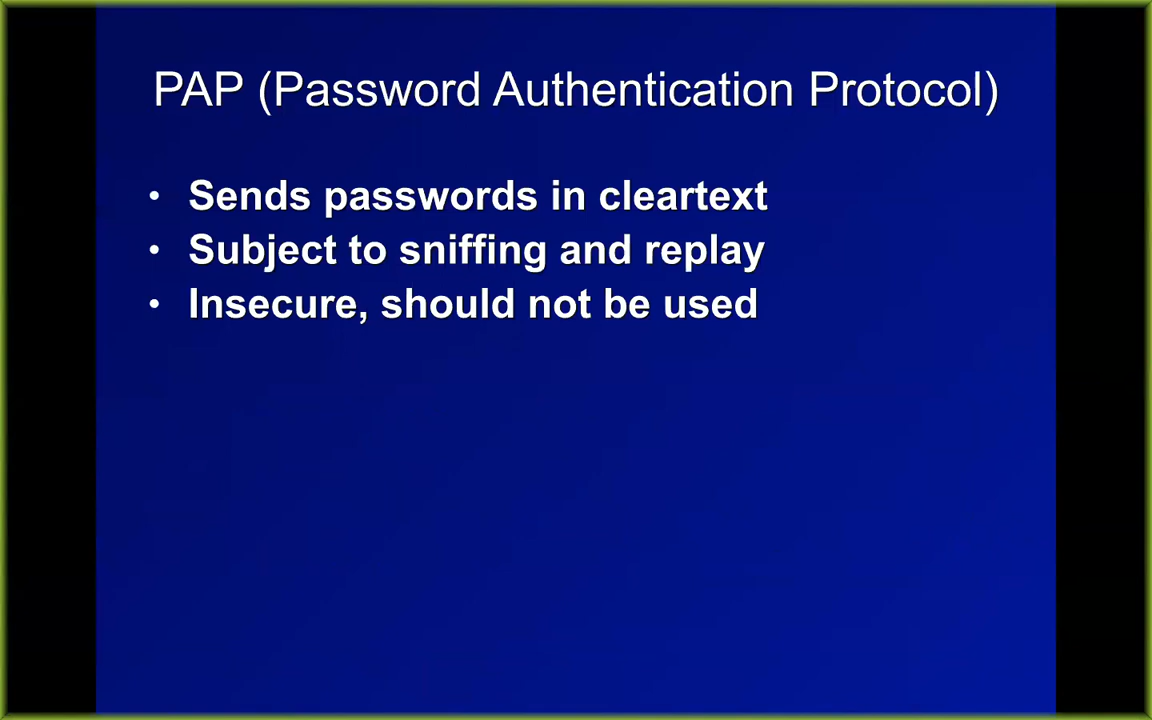 PAP (Password Authentication Protocol)
• Sends passwords in cleartext
• Subject to sniffing and replay
• Insecure, should not be used